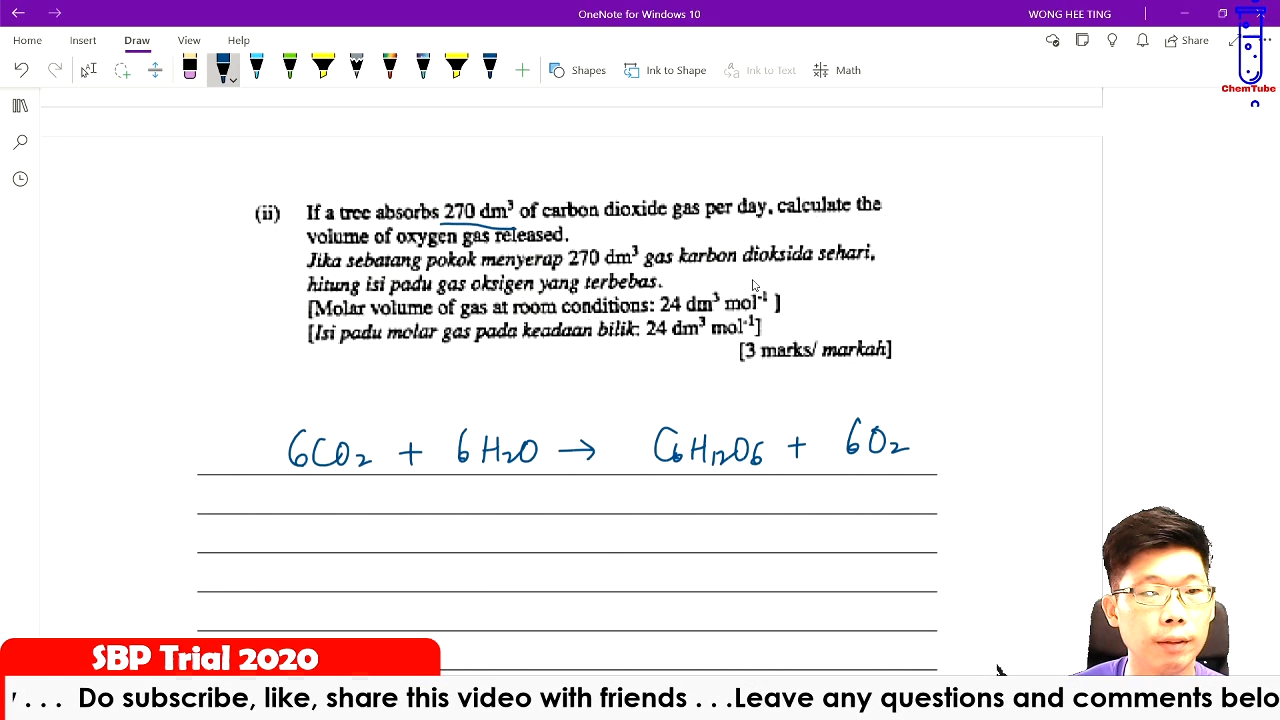 OneNote for Windows 10
WONG HEE TING
Home Insert Draw View Help
Shapes Ink to Shape Ink to Text Math Share
ChemTube
(ii) If a tree absorbs 270 dm³ of carbon dioxide gas per day, calculate the
volume of oxygen gas released.
Jika sebatang pokok menyerap 270 dm³ gas karbon dioksida sehari,
hitung isi padu gas oksigen yang terbebas.
[Molar volume of gas at room conditions: 24 dm³ mol⁻¹ ]
[Isi padu molar gas pada keadaan bilik: 24 dm³ mol⁻¹]
[3 marks/ markah]
6CO₂ + 6H₂O → C₆H₁₂O₆ + 6O₂
SBP Trial 2020
. . . Do subscribe, like, share this video with friends . . .Leave any questions and comments belo